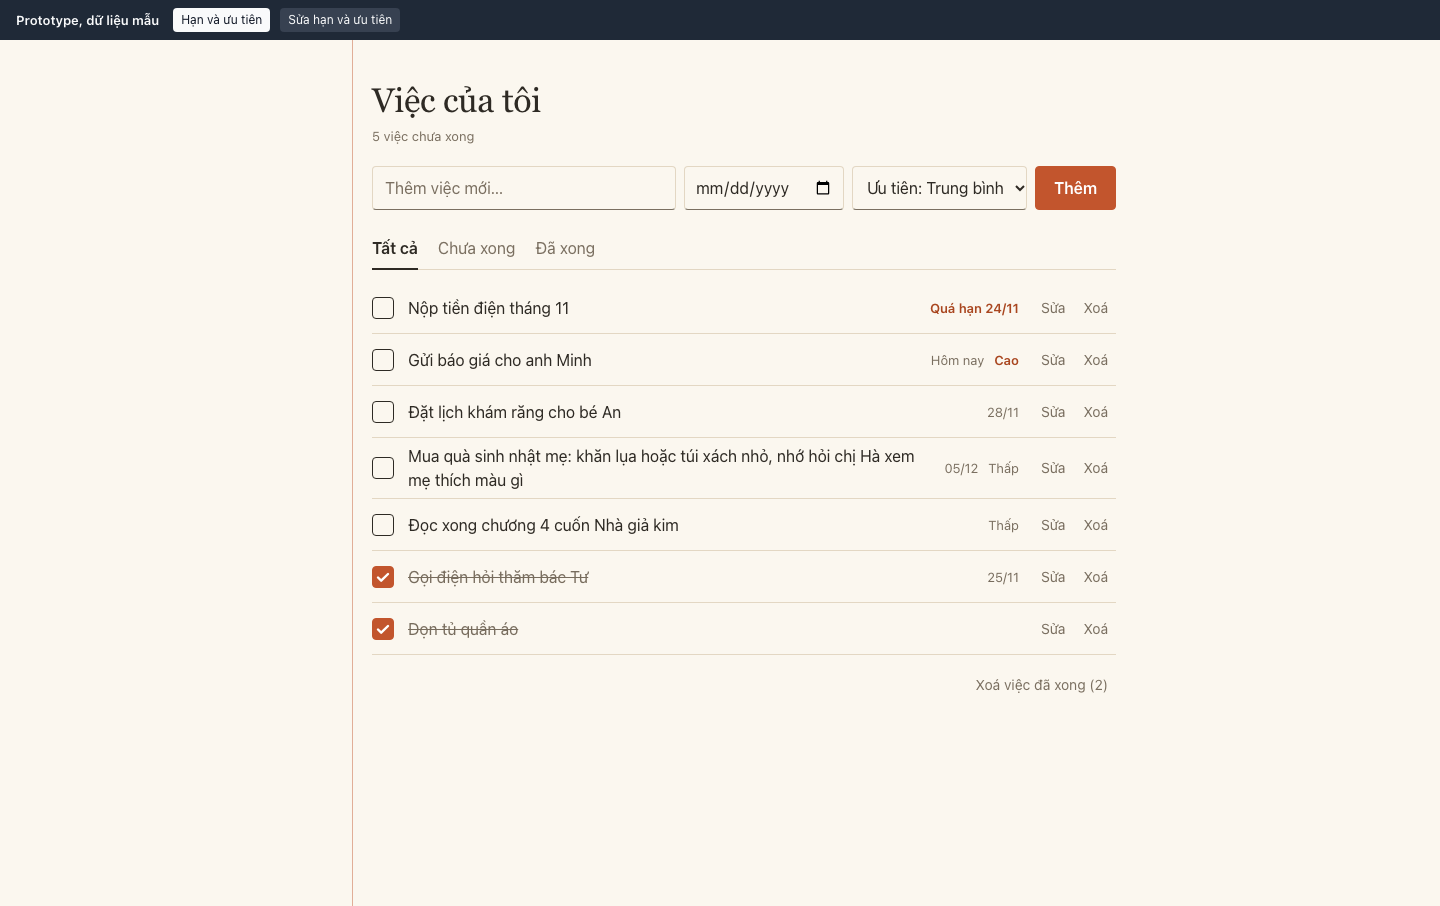 Prototype, dữ liệu mẫu Hạn và ưu tiên Sửa hạn và ưu tiên
Việc của tôi
5 việc chưa xong
Thêm việc mới... mm/dd/yyyy Ưu tiên: Trung bình Thêm
Tất cả Chưa xong Đã xong
Nộp tiền điện tháng 11 Quá hạn 24/11 Sửa Xoá
Gửi báo giá cho anh Minh Hôm nay Cao Sửa Xoá
Đặt lịch khám răng cho bé An 28/11 Sửa Xoá
Mua quà sinh nhật mẹ: khăn lụa hoặc túi xách nhỏ, nhớ hỏi chị Hà xem
mẹ thích màu gì 05/12 Thấp Sửa Xoá
Đọc xong chương 4 cuốn Nhà giả kim Thấp Sửa Xoá
Gọi điện hỏi thăm bác Tư 25/11 Sửa Xoá
Dọn tủ quần áo Sửa Xoá
Xoá việc đã xong (2)